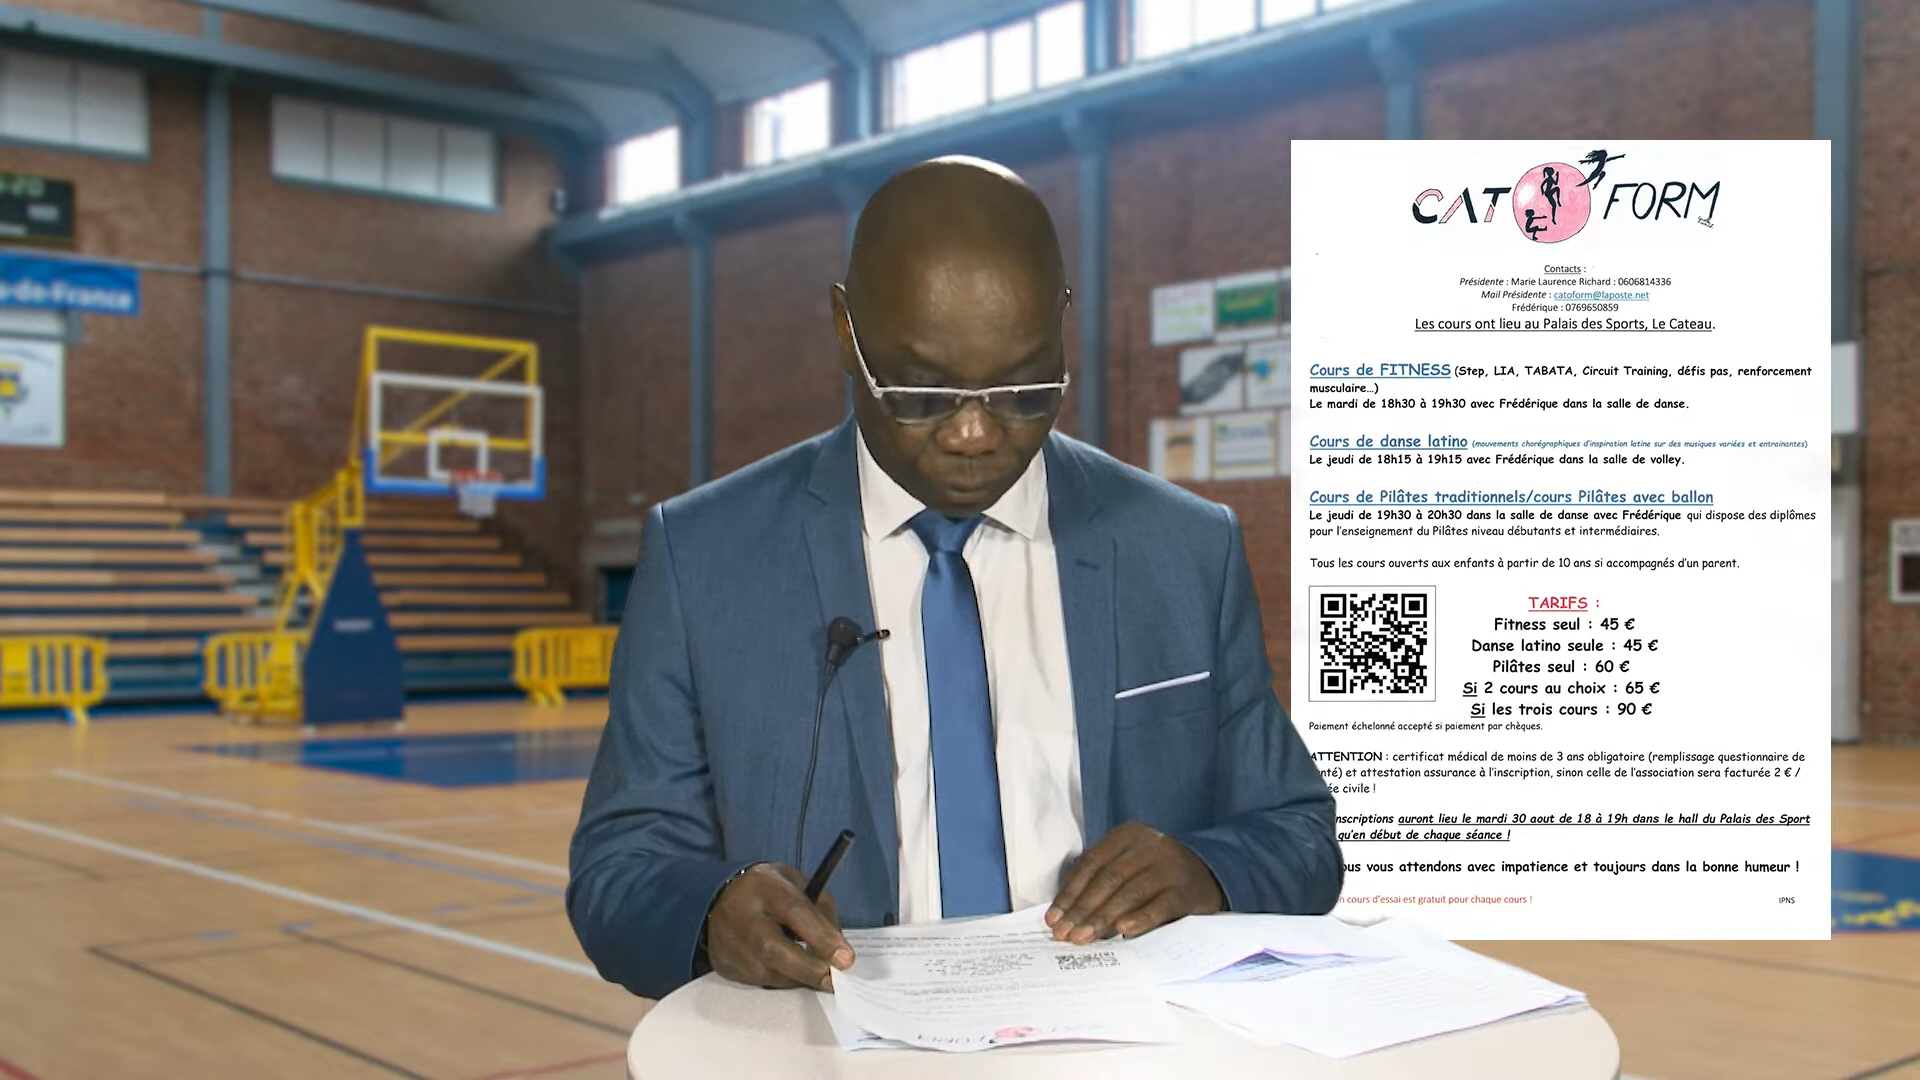 s-de-France
CAT FORM
Contacts :
Présidente : Marie Laurence Richard : 0606814336
Mail Présidente : catoform@laposte.net
Frédérique : 0769650859
Les cours ont lieu au Palais des Sports, Le Cateau.
Cours de FITNESS (Step, LIA, TABATA, Circuit Training, défis pas, renforcement
musculaire…)
Le mardi de 18h30 à 19h30 avec Frédérique dans la salle de danse.
Cours de danse latino (mouvements chorégraphiques d'inspiration latine sur des musiques variées et entrainantes)
Le jeudi de 18h15 à 19h15 avec Frédérique dans la salle de volley.
Cours de Pilâtes traditionnels/cours Pilâtes avec ballon
Le jeudi de 19h30 à 20h30 dans la salle de danse avec Frédérique qui dispose des diplômes
pour l'enseignement du Pilâtes niveau débutants et intermédiaires.
Tous les cours ouverts aux enfants à partir de 10 ans si accompagnés d'un parent.
TARIFS :
Fitness seul : 45 €
Danse latino seule : 45 €
Pilâtes seul : 60 €
Si 2 cours au choix : 65 €
Si les trois cours : 90 €
Paiement échelonné accepté si paiement par chèques.
ATTENTION : certificat médical de moins de 3 ans obligatoire (remplissage questionnaire de
nté) et attestation assurance à l'inscription, sinon celle de l'association sera facturée 2 € /
ée civile !
nscriptions auront lieu le mardi 30 aout de 18 à 19h dans le hall du Palais des Sport
qu'en début de chaque séance !
ous vous attendons avec impatience et toujours dans la bonne humeur !
n cours d'essai est gratuit pour chaque cours !
IPNS